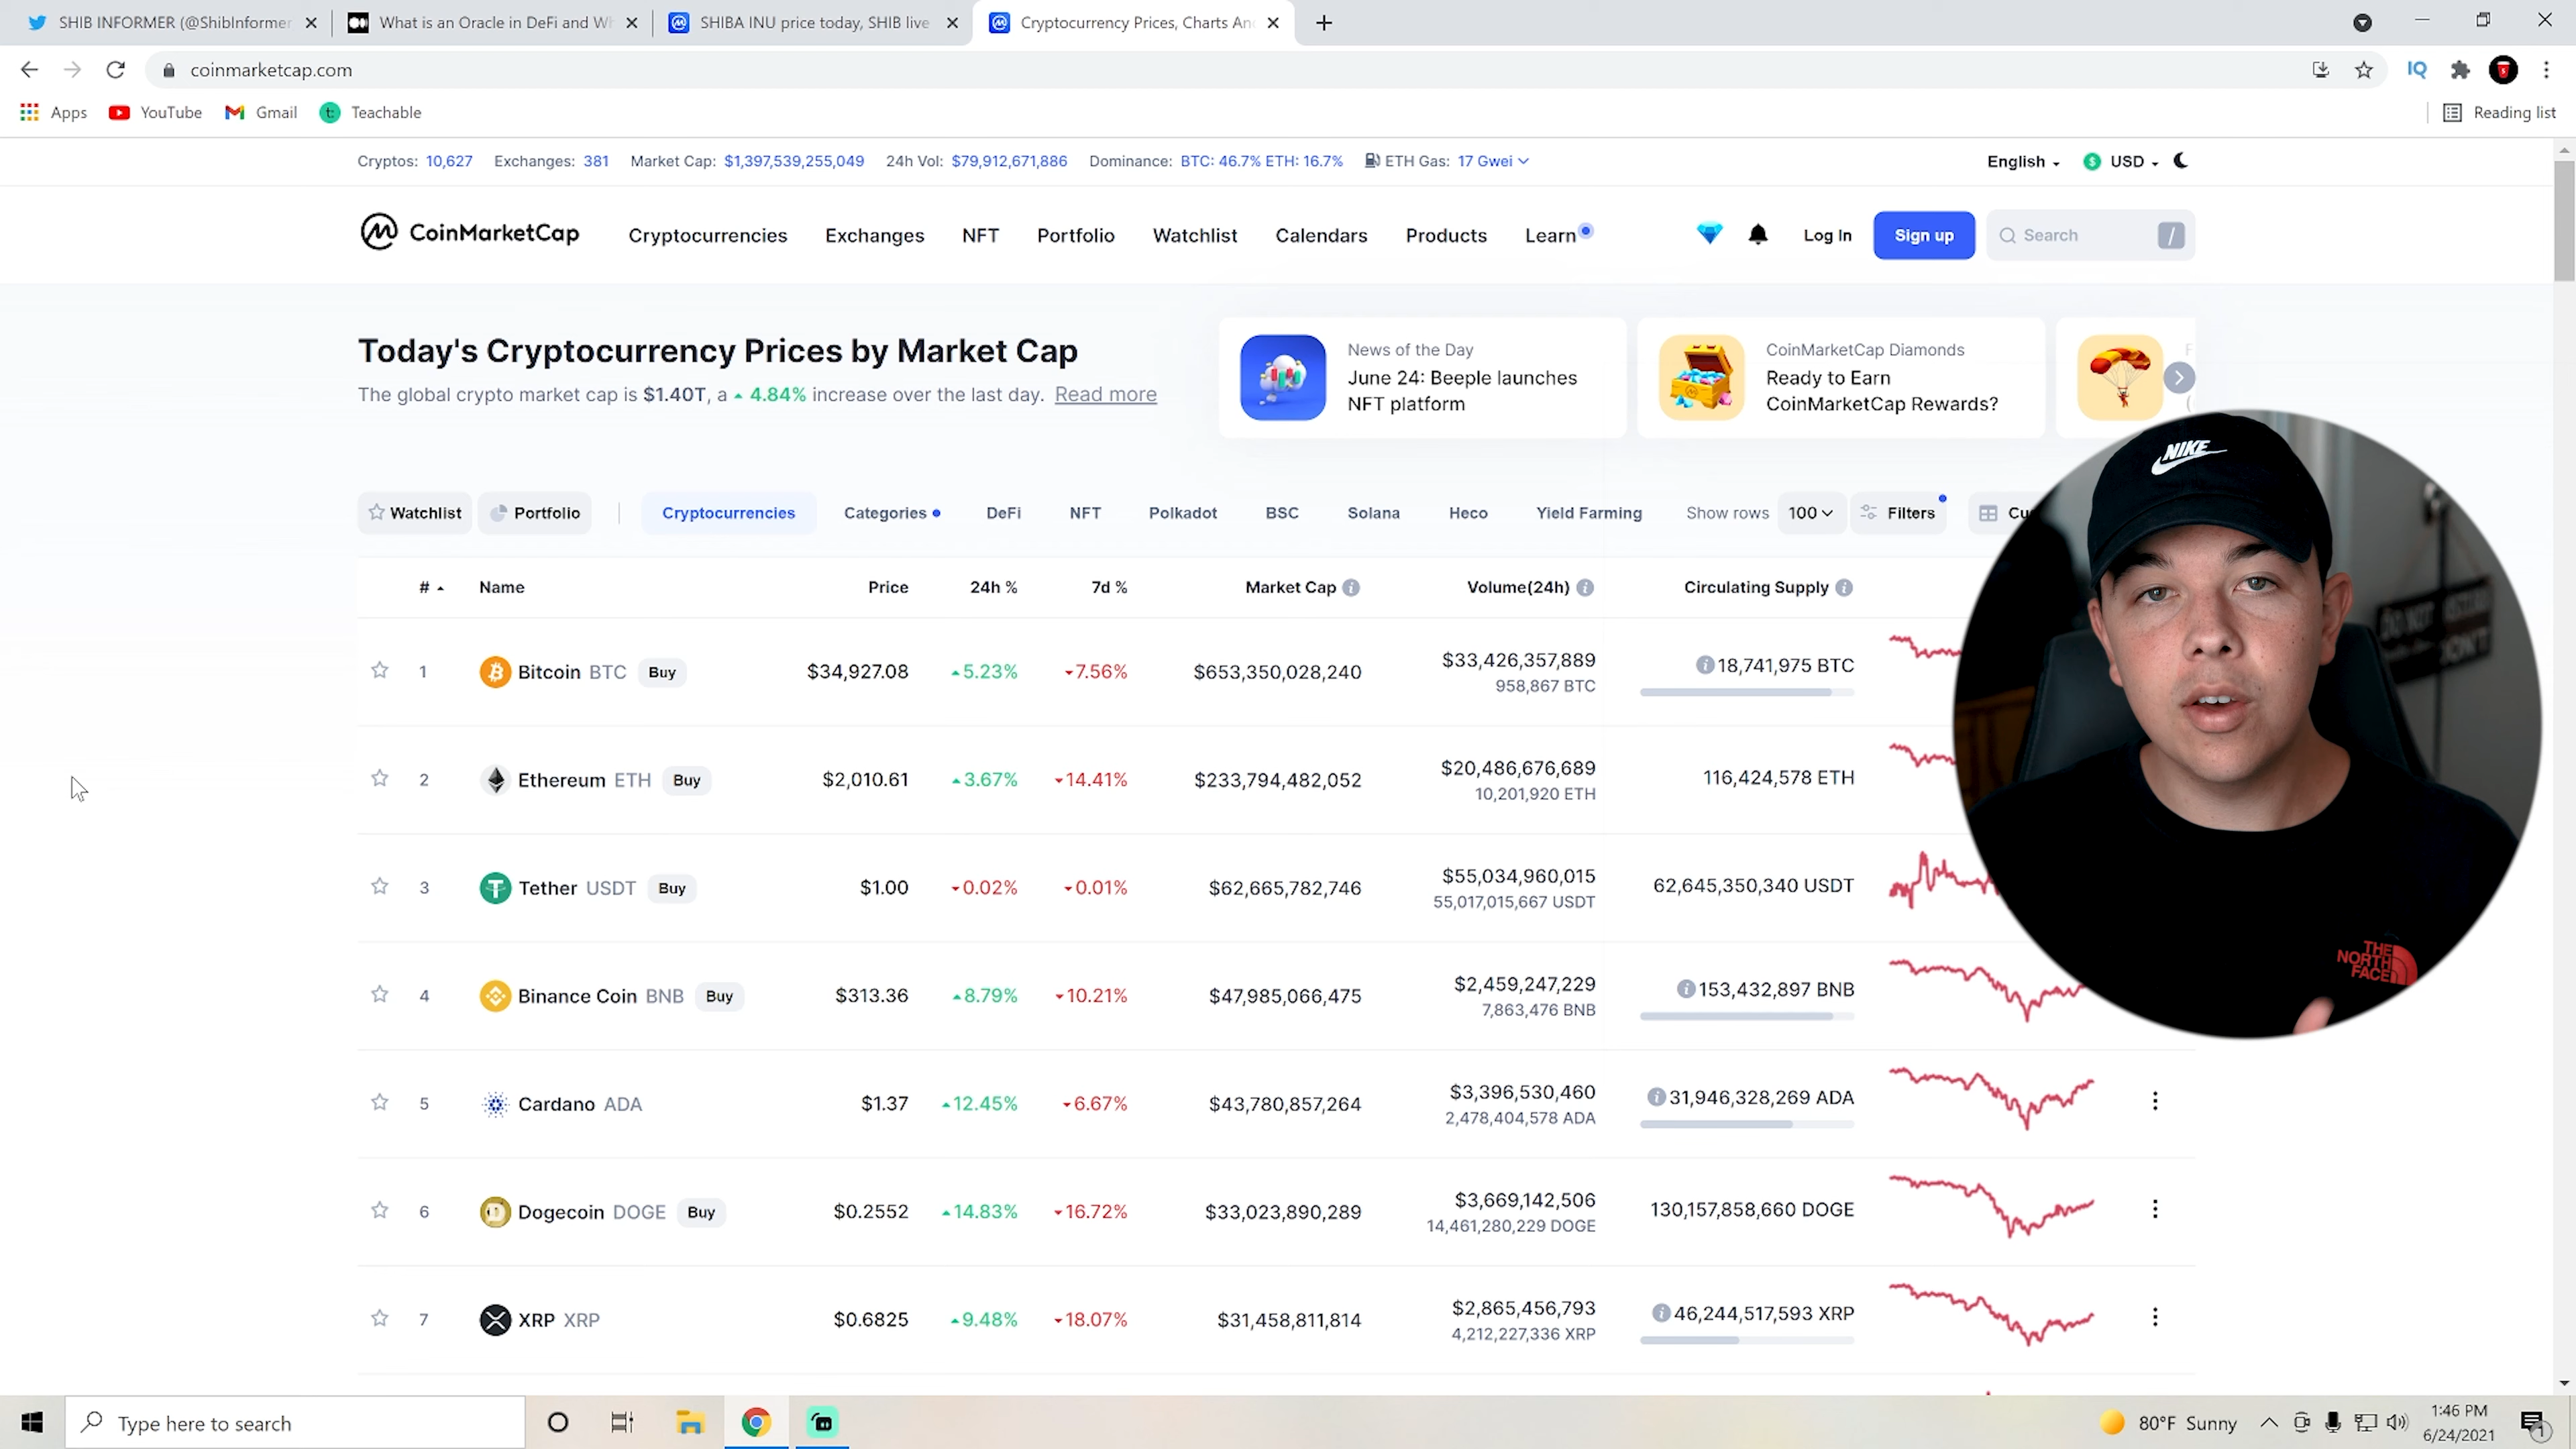 SHIB INFORMER (@ShibInformer
What is an Oracle in DeFi and Wh
SHIBA INU price today, SHIB live
Cryptocurrency Prices, Charts An
coinmarketcap.com
IQ
Apps YouTube Gmail Teachable Reading list
Cryptos: 10,627 Exchanges: 381 Market Cap: $1,397,539,255,049 24h Vol: $79,912,671,886 Dominance: BTC: 46.7% ETH: 16.7% ETH Gas: 17 Gwei English USD
CoinMarketCap Cryptocurrencies Exchanges NFT Portfolio Watchlist Calendars Products Learn Log In Sign up Search /
Today's Cryptocurrency Prices by Market Cap
The global crypto market cap is $1.40T, a 4.84% increase over the last day. Read more
News of the Day
June 24: Beeple launches
NFT platform
CoinMarketCap Diamonds
Ready to Earn
CoinMarketCap Rewards?
Watchlist Portfolio Cryptocurrencies Categories DeFi NFT Polkadot BSC Solana Heco Yield Farming Show rows 100 Filters Cu
# Name Price 24h % 7d % Market Cap Volume(24h) Circulating Supply
1 Bitcoin BTC Buy $34,927.08 5.23% 7.56% $653,350,028,240 $33,426,357,889 18,741,975 BTC
958,867 BTC
2 Ethereum ETH Buy $2,010.61 3.67% 14.41% $233,794,482,052 $20,486,676,689 116,424,578 ETH
10,201,920 ETH
3 Tether USDT Buy $1.00 0.02% 0.01% $62,665,782,746 $55,034,960,015 62,645,350,340 USDT
55,017,015,667 USDT
4 Binance Coin BNB Buy $313.36 8.79% 10.21% $47,985,066,475 $2,459,247,229 153,432,897 BNB
7,863,476 BNB
5 Cardano ADA $1.37 12.45% 6.67% $43,780,857,264 $3,396,530,460 31,946,328,269 ADA
2,478,404,578 ADA
6 Dogecoin DOGE Buy $0.2552 14.83% 16.72% $33,023,890,289 $3,669,142,506 130,157,858,660 DOGE
14,461,280,229 DOGE
7 XRP XRP $0.6825 9.48% 18.07% $31,458,811,814 $2,865,456,793 46,244,517,593 XRP
4,212,227,336 XRP
NIKE
THE
NORTH
FACE
Type here to search
80°F Sunny
1:46 PM
6/24/2021
1